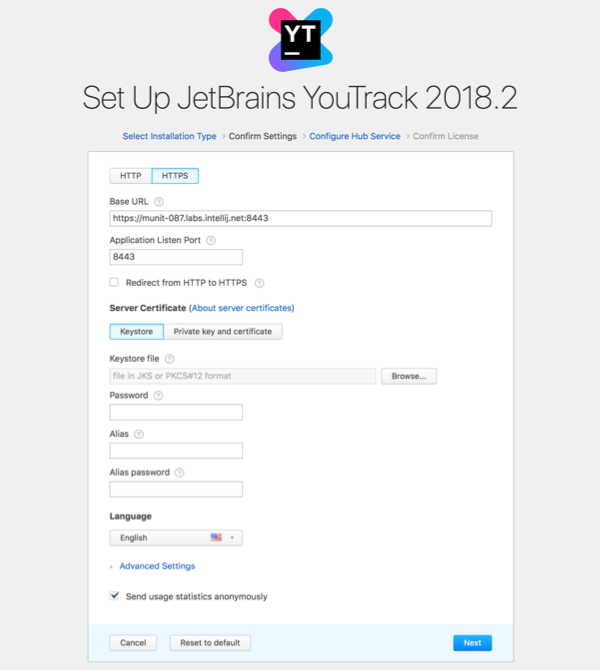 YT
Set Up JetBrains YouTrack 2018.2
Select Installation Type › Confirm Settings › Configure Hub Service › Confirm License
HTTP HTTPS
Base URL ?
https://munit-087.labs.intellij.net:8443
Application Listen Port ?
8443
Redirect from HTTP to HTTPS ?
Server Certificate (About server certificates)
Keystore Private key and certificate
Keystore file ?
file in JKS or PKCS#12 format Browse...
Password ?
Alias ?
Alias password ?
Language
English
› Advanced Settings
Send usage statistics anonymously
Cancel Reset to default Next